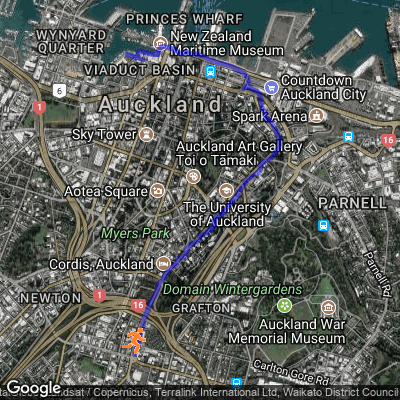 PRINCES WHARF
WYNYARD
QUARTER
New Zealand
Maritime Museum
VIADUCT BASIN
6
1
Countdown
Auckland City
Auckland
Spark Arena
Sky Tower
16
Auckland Art Gallery
Toi o Tāmaki
Aotea Square
The University
of Auckland
PARNELL
Myers Park
Parnell Rd
Cordis, Auckland
Domain Wintergardens
NEWTON
1
16
GRAFTON
Auckland War
Memorial Museum
Carlton Gore Rd
Google
dsat / Copernicus, Terralink International Ltd, Waikato District Council